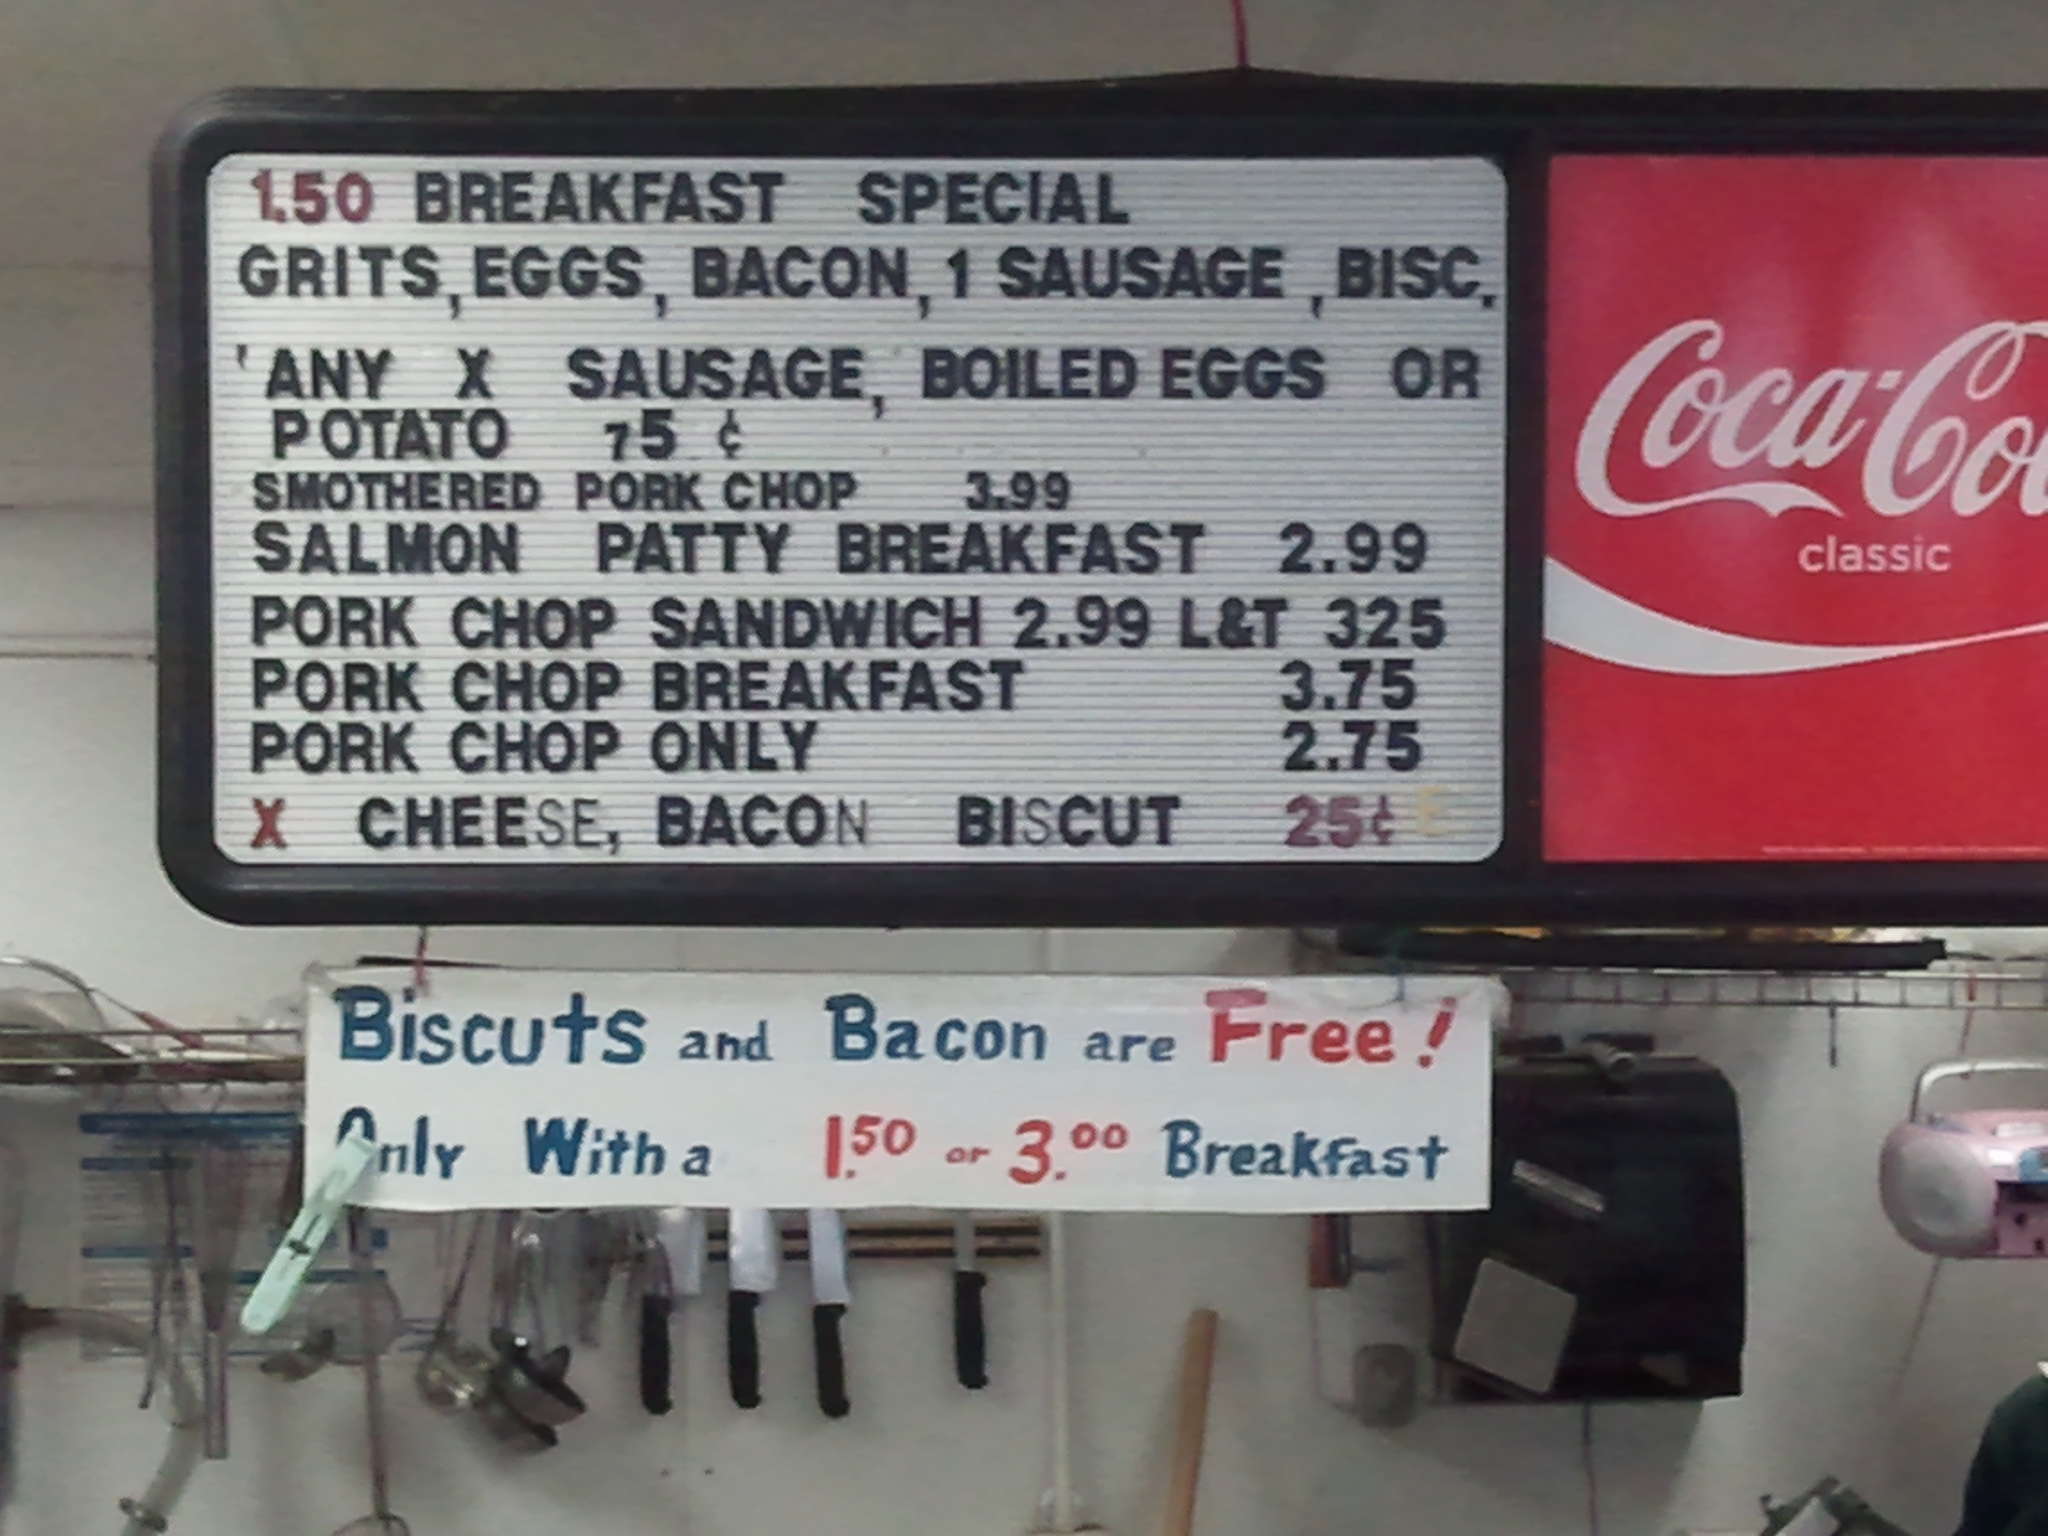 1.50 BREAKFAST SPECIAL
GRITS, EGGS, BACON, 1 SAUSAGE, BISC.
'ANY X SAUSAGE, BOILED EGGS OR
POTATO 75 ¢
SMOTHERED PORK CHOP 3.99
SALMON PATTY BREAKFAST 2.99
PORK CHOP SANDWICH 2.99 L&T 325
PORK CHOP BREAKFAST 3.75
PORK CHOP ONLY 2.75
X CHEESE, BACON BISCUT 25¢ E
Coca-Col
classic
Biscuts and Bacon are Free!
Only With a 1.50 or 3.00 Breakfast